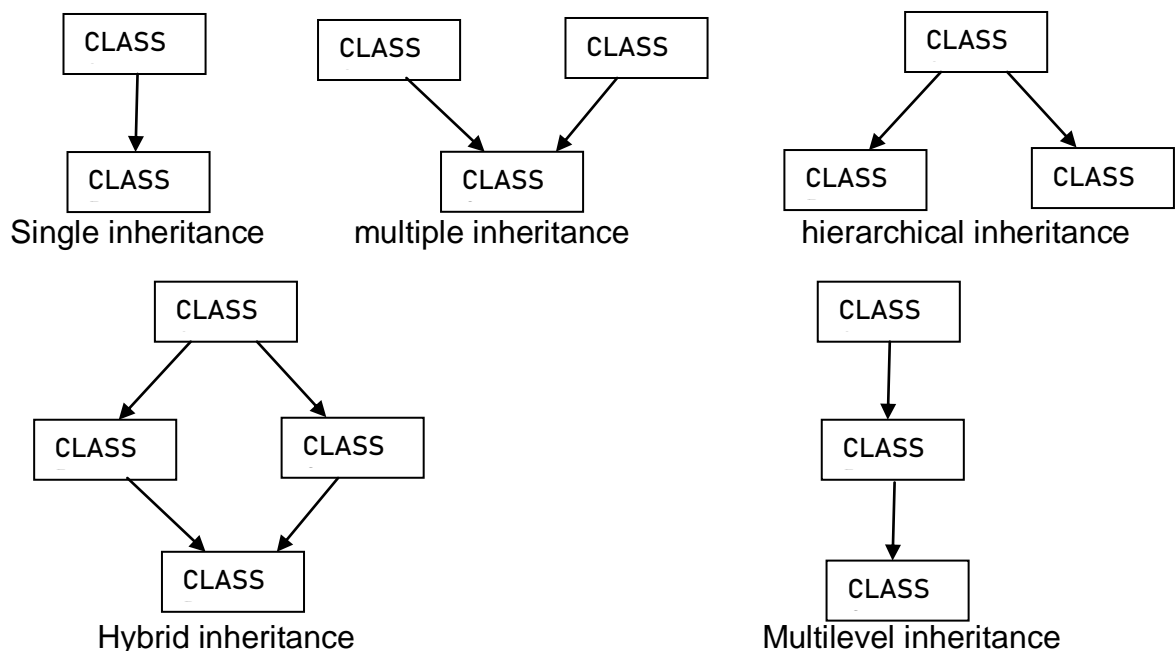 CLASS
CLASS
Single inheritance
CLASS
CLASS
CLASS
multiple inheritance
CLASS
CLASS
CLASS
hierarchical inheritance
CLASS
CLASS
CLASS
CLASS
Hybrid inheritance
CLASS
CLASS
CLASS
Multilevel inheritance